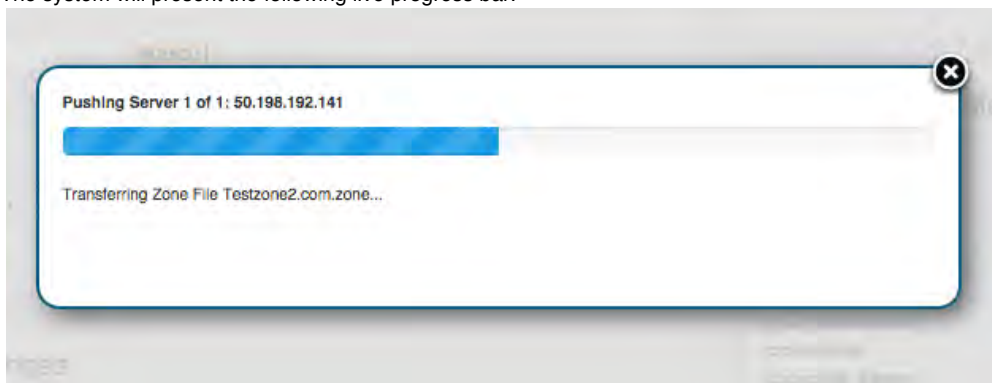 The system will present the following live progress bar:
Pushing Server 1 of 1: 50.198.192.141
Transferring Zone File Testzone2.com.zone...